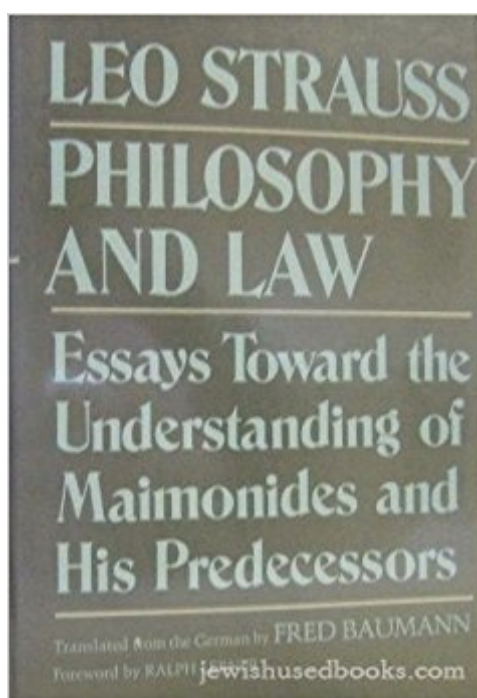 LEO STRAUSS
PHILOSOPHY
AND LAW
Essays Toward the
Understanding of
Maimonides and
His Predecessors
Translated from the German by FRED BAUMANN
Foreword by RALPH
jewishusedbooks.com